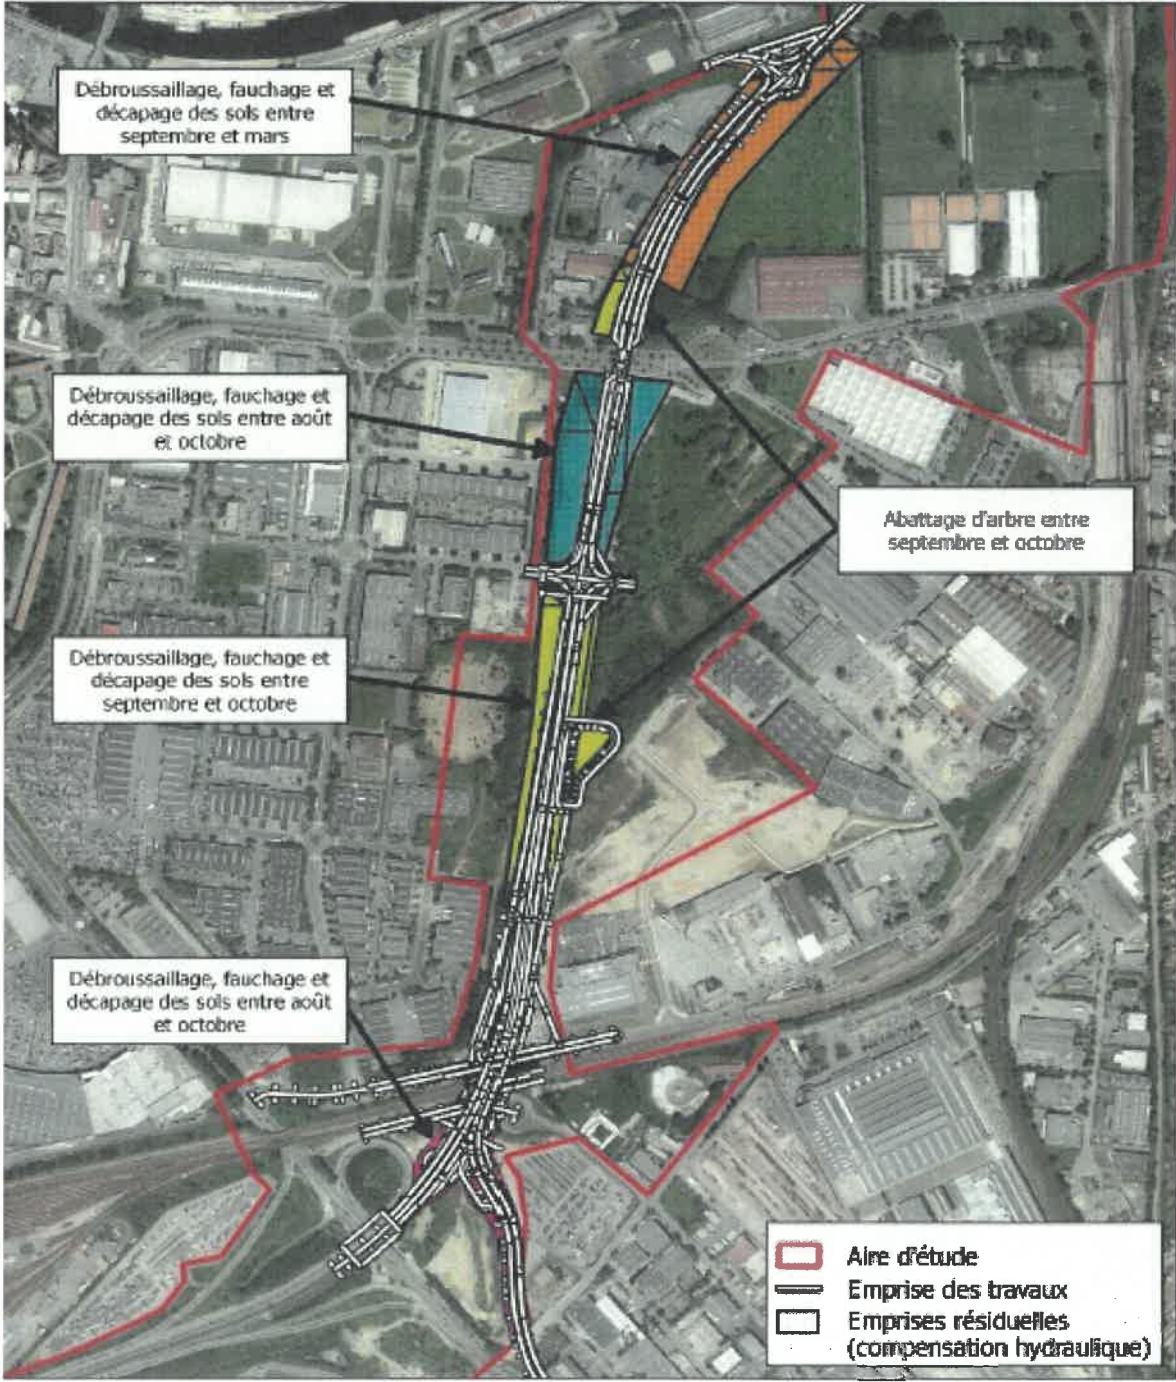 Débroussaillage, fauchage et
décapage des sols entre
septembre et mars
Débroussaillage, fauchage et
décapage des sols entre août
et octobre
Abattage d'arbre entre
septembre et octobre
Débroussaillage, fauchage et
décapage des sols entre
septembre et octobre
Débroussaillage, fauchage et
décapage des sols entre août
et octobre
Aire d'étude
Emprise des travaux
Emprises résiduelles
(compensation hydraulique)